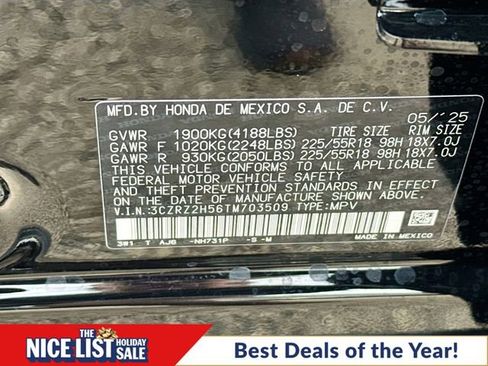 MFD.BY HONDA DE MEXICO S.A. DE C.V.
05/'25
GVWR 1900KG(4188LBS) TIRE SIZE RIM SIZE
GAWR F 1020KG(2248LBS) 225/55R18 98H 18X7.0J
GAWR R 930KG(2050LBS) 225/55R18 98H 18X7.0J
THIS VEHICLE CONFORMS TO ALL APPLICABLE
FEDERAL MOTOR VEHICLE SAFETY
AND THEFT PREVENTION STANDARDS IN EFFECT
ON THE DATE OF MANUFACTURE SHOWN ABOVE.
V.I.N.:3CZRZ2H56TM703509 TYPE:MPV
3W1 T AJ6 -NH731P -S -M
THE
NICE LIST HOLIDAY SALE
Best Deals of the Year!